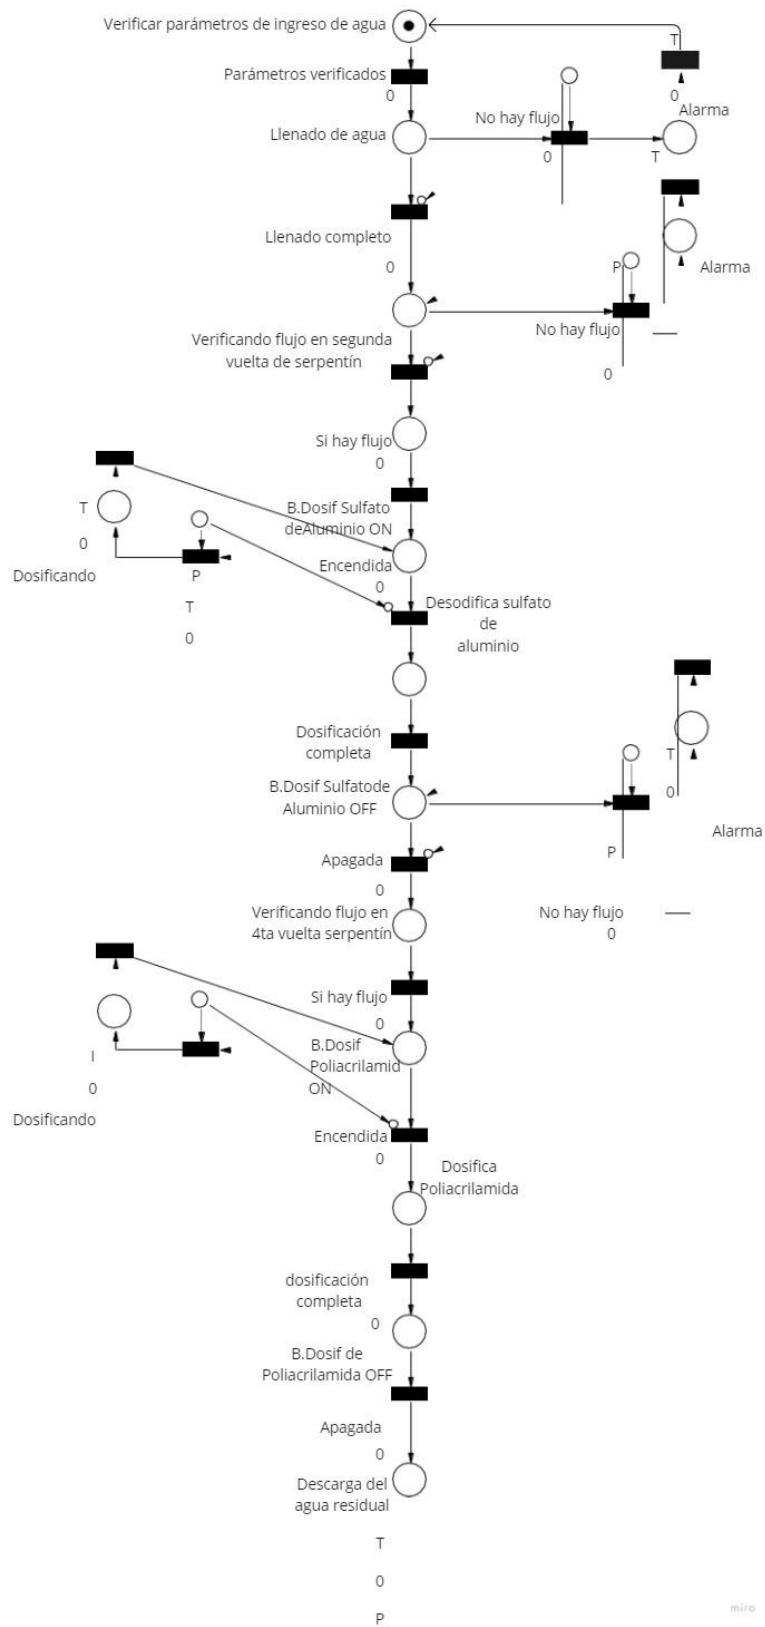 Verificar parámetros de ingreso de agua
T
Parámetros verificados
0
0
Alarma
No hay flujo
Llenado de agua
0
T
Llenado completo
0
P
Alarma
No hay flujo
Verificando flujo en segunda
vuelta de serpentín
0
Si hay flujo
0
T
B.Dosif Sulfato
deAluminio ON
0
Encendida
Dosificando
P
0
T
Desodifica sulfato
de
aluminio
0
Dosificación
completa
T
B.Dosif Sulfatode
Aluminio OFF
0
Alarma
P
Apagada
0
Verificando flujo en
4ta vuelta serpentín
No hay flujo
0
Si hay flujo
0
B.Dosif
Poliacrilamid
ON
I
0
Dosificando
Encendida
0
Dosifica
Poliacrilamida
dosificación
completa
0
B.Dosif de
Poliacrilamida OFF
Apagada
0
Descarga del
agua residual
T
0
P
miro